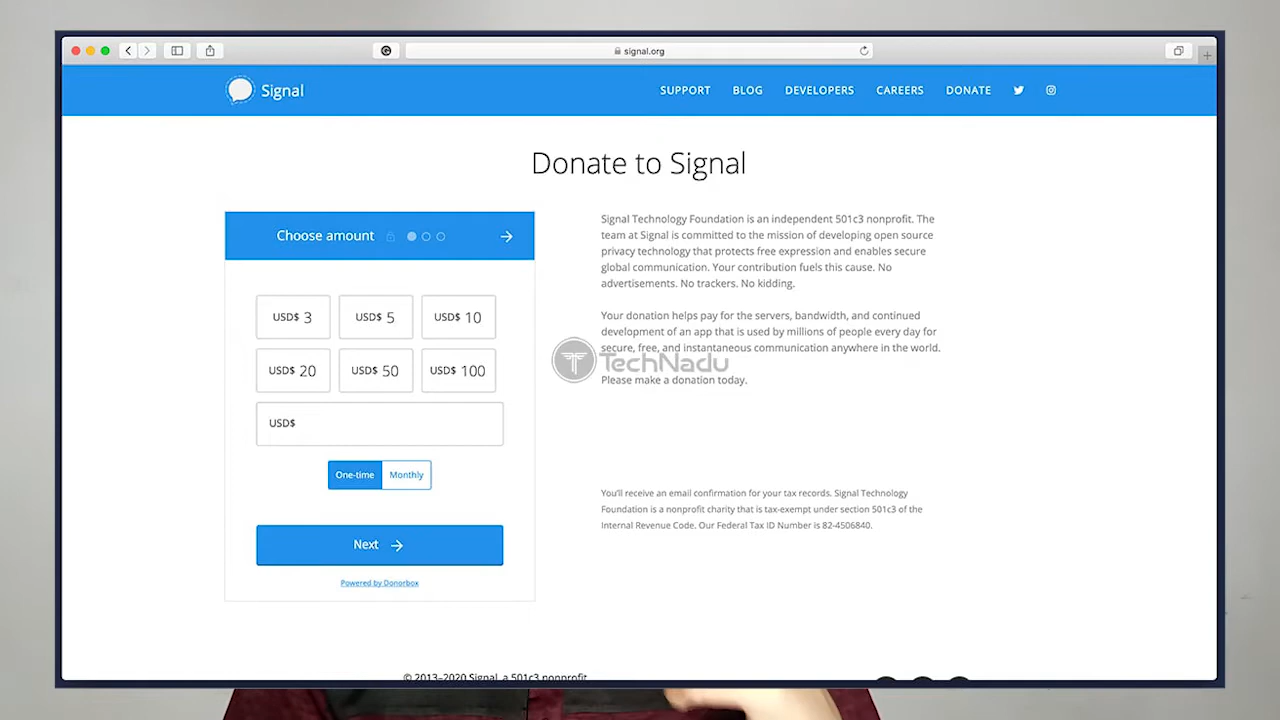 signal.org
Signal
SUPPORT BLOG DEVELOPERS CAREERS DONATE
Donate to Signal
Choose amount
USD$ 3 USD$ 5 USD$ 10
USD$ 20 USD$ 50 USD$ 100
USD$
One-time Monthly
Next
Powered by Donorbox
Signal Technology Foundation is an independent 501c3 nonprofit. The
team at Signal is committed to the mission of developing open source
privacy technology that protects free expression and enables secure
global communication. Your contribution fuels this cause. No
advertisements. No trackers. No kidding.
Your donation helps pay for the servers, bandwidth, and continued
development of an app that is used by millions of people every day for
secure, free, and instantaneous communication anywhere in the world.
TechNadu
Please make a donation today.
You'll receive an email confirmation for your tax records. Signal Technology
Foundation is a nonprofit charity that is tax-exempt under section 501c3 of the
Internal Revenue Code. Our Federal Tax ID Number is 82-4506840.
© 2013–2020 Signal, a 501c3 nonprofit